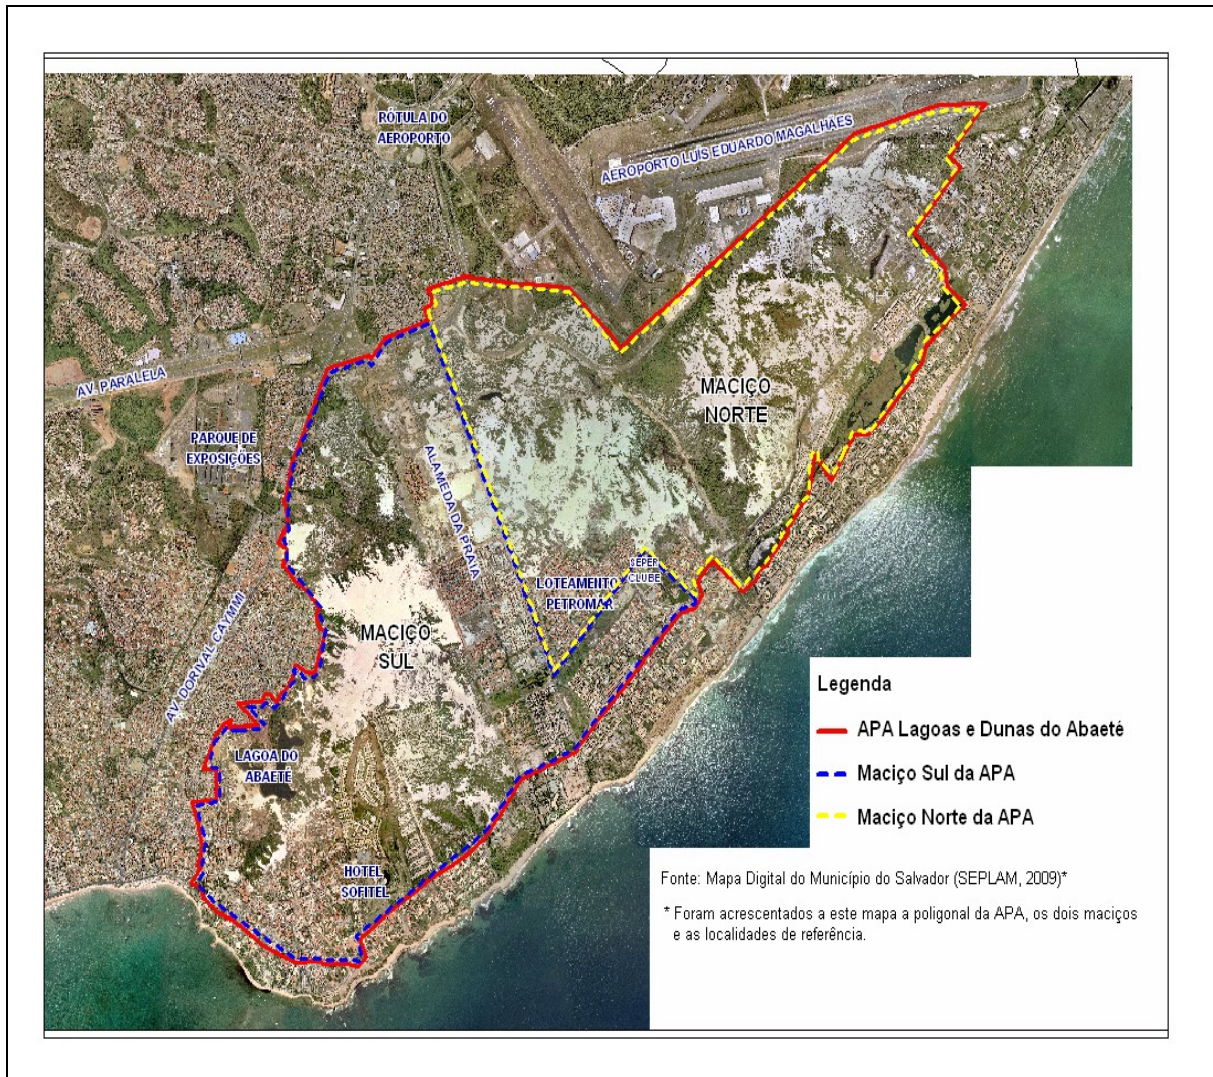 RÓTULA DO
AEROPORTO
AEROPORTO LUIS EDUARDO MAGALHÃES
AV. PARALELA
MACIÇO
NORTE
PARQUE DE
EXPOSIÇÕES
ALAMEDA DA PRAIA
SEPER
CLUBE
LOTEAMENTO
PETROMAR
AV. DORIVAL CAYMMI
MACIÇO
SUL
LAGOA DO
ABAETÉ
HOTEL
SOFITEL
Legenda
APA Lagoas e Dunas do Abaeté
Maciço Sul da APA
Maciço Norte da APA
Fonte: Mapa Digital do Município do Salvador (SEPLAM, 2009)*
* Foram acrescentados a este mapa a poligonal da APA, os dois maciços
e as localidades de referência.